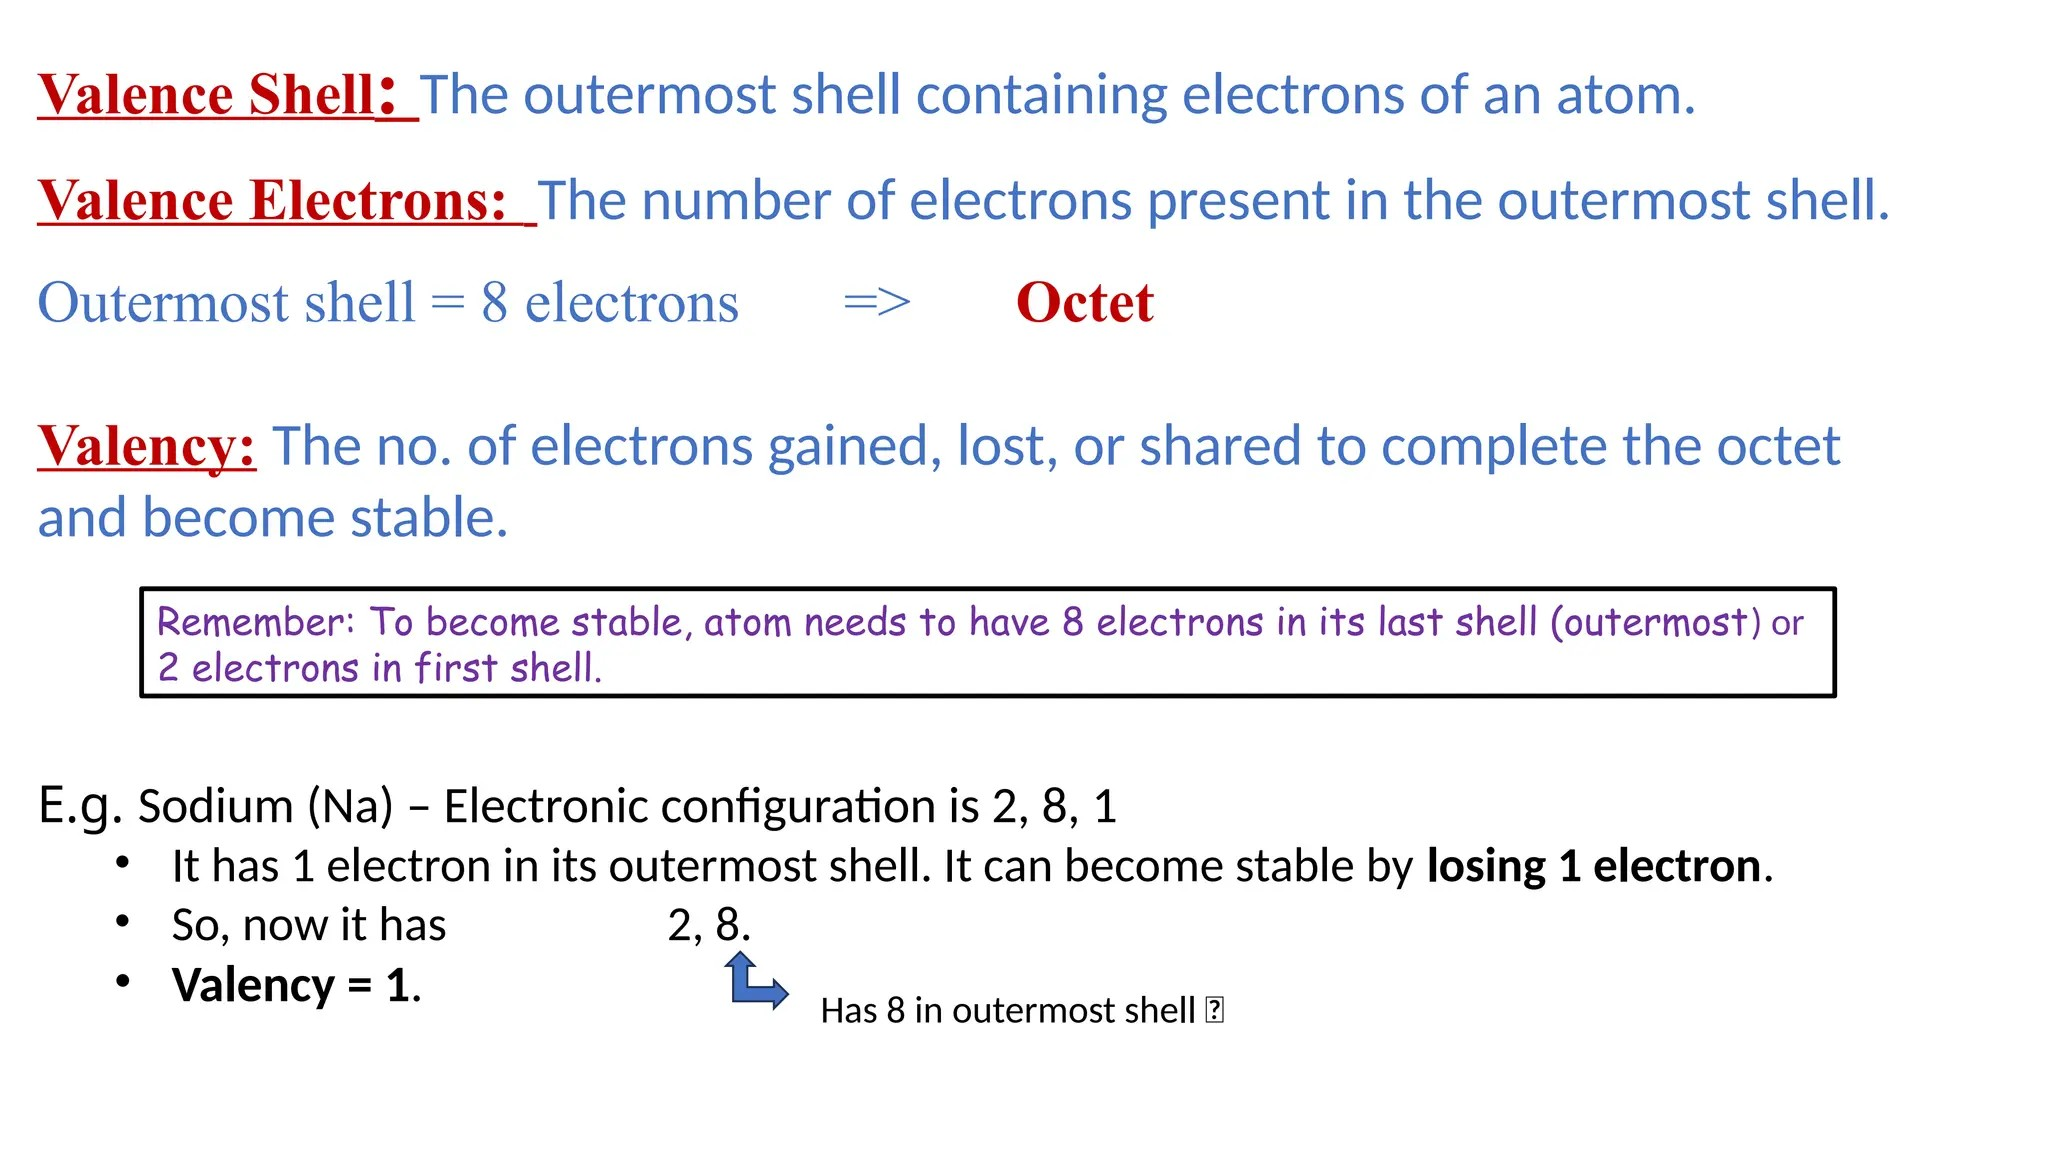 Valence Shell: The outermost shell containing electrons of an atom.
Valence Electrons: The number of electrons present in the outermost shell.
Outermost shell = 8 electrons => Octet
Valency: The no. of electrons gained, lost, or shared to complete the octet
and become stable.
Remember: To become stable, atom needs to have 8 electrons in its last shell (outermost) or
2 electrons in first shell.
E.g. Sodium (Na) – Electronic configuration is 2, 8, 1
• It has 1 electron in its outermost shell. It can become stable by losing 1 electron.
• So, now it has 2, 8.
• Valency = 1.
Has 8 in outermost shell